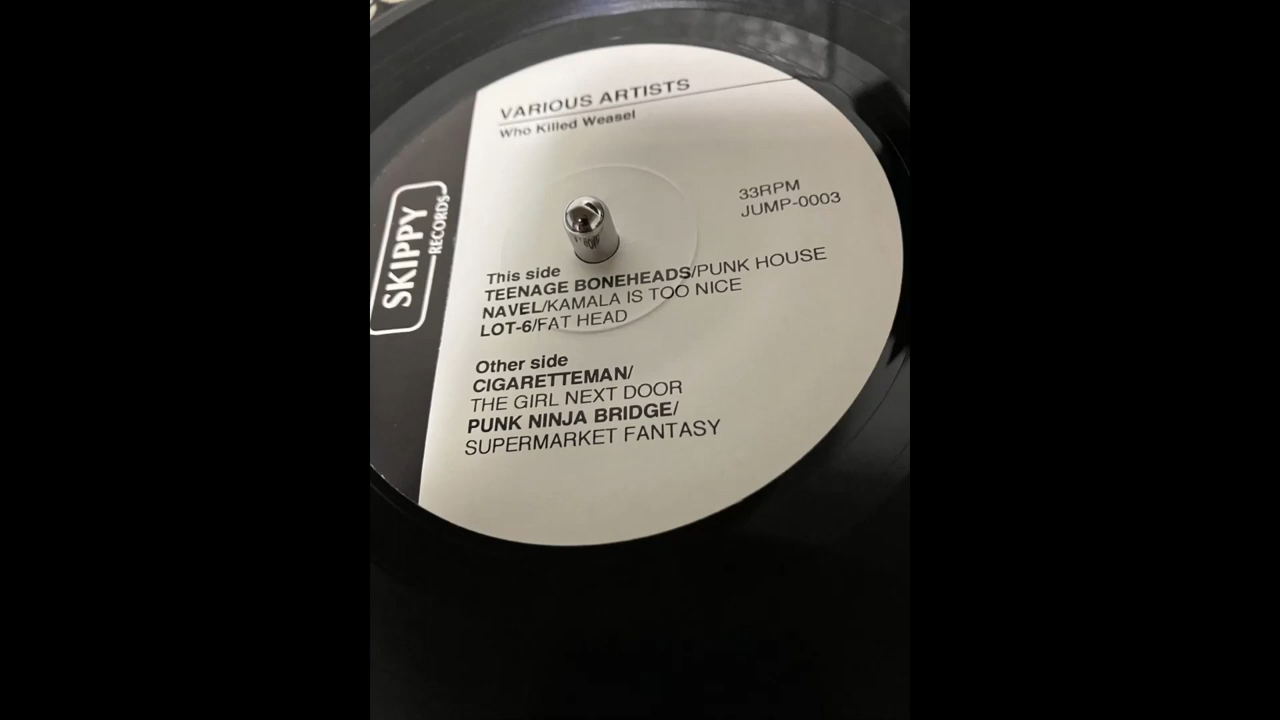 VARIOUS ARTISTS
Who Killed Weasel
SKIPPY
RECORDS
33RPM
JUMP-0003
This side
TEENAGE BONEHEADS/PUNK HOUSE
NAVEL/KAMALA IS TOO NICE
LOT-6/FAT HEAD
Other side
CIGARETTEMAN/
THE GIRL NEXT DOOR
PUNK NINJA BRIDGE/
SUPERMARKET FANTASY